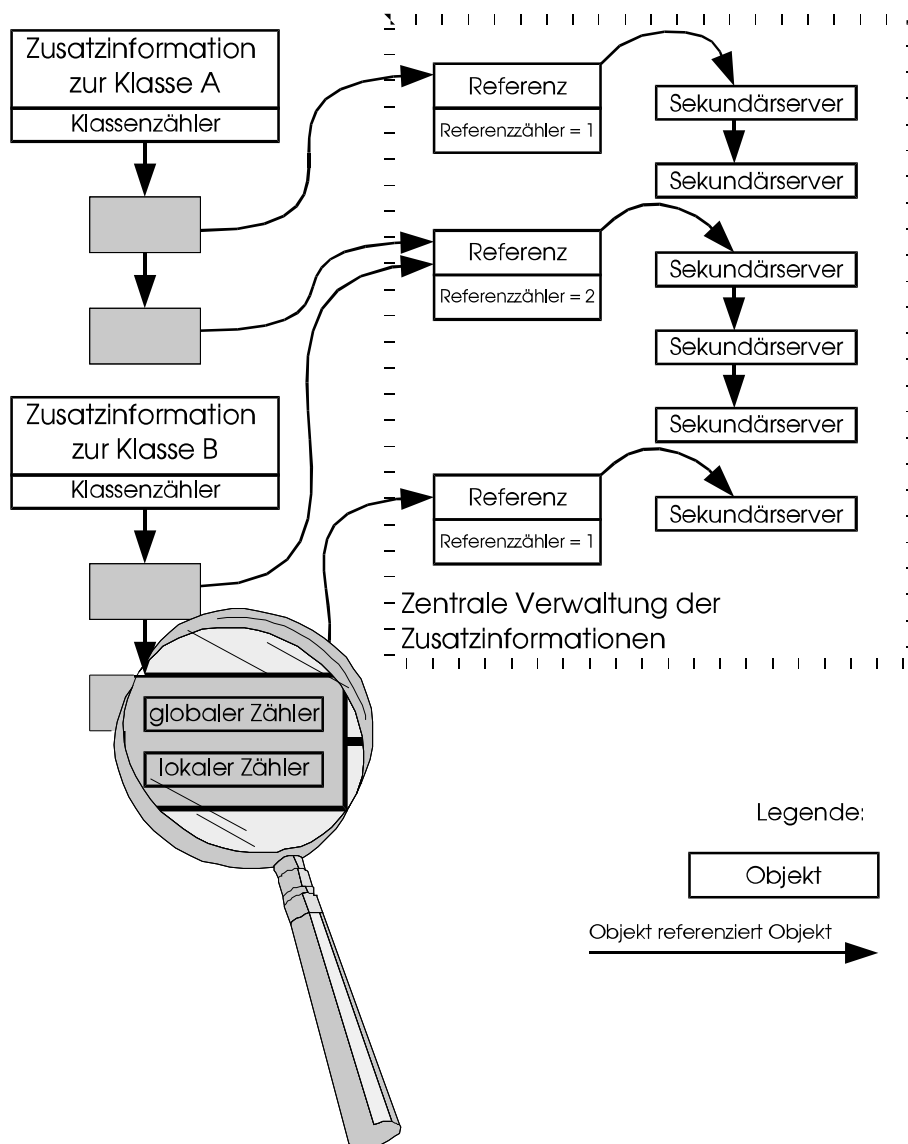 Zusatzinformation
zur Klasse A
Klassenzähler
Zusatzinformation
zur Klasse B
Klassenzähler
globaler Zähler
lokaler Zähler
Referenz
Referenzzähler = 1
Sekundärserver
Sekundärserver
Referenz
Referenzzähler = 2
Sekundärserver
Sekundärserver
Sekundärserver
Referenz
Referenzzähler = 1
Sekundärserver
Zentrale Verwaltung der
Zusatzinformationen
Legende:
Objekt
Objekt referenziert Objekt